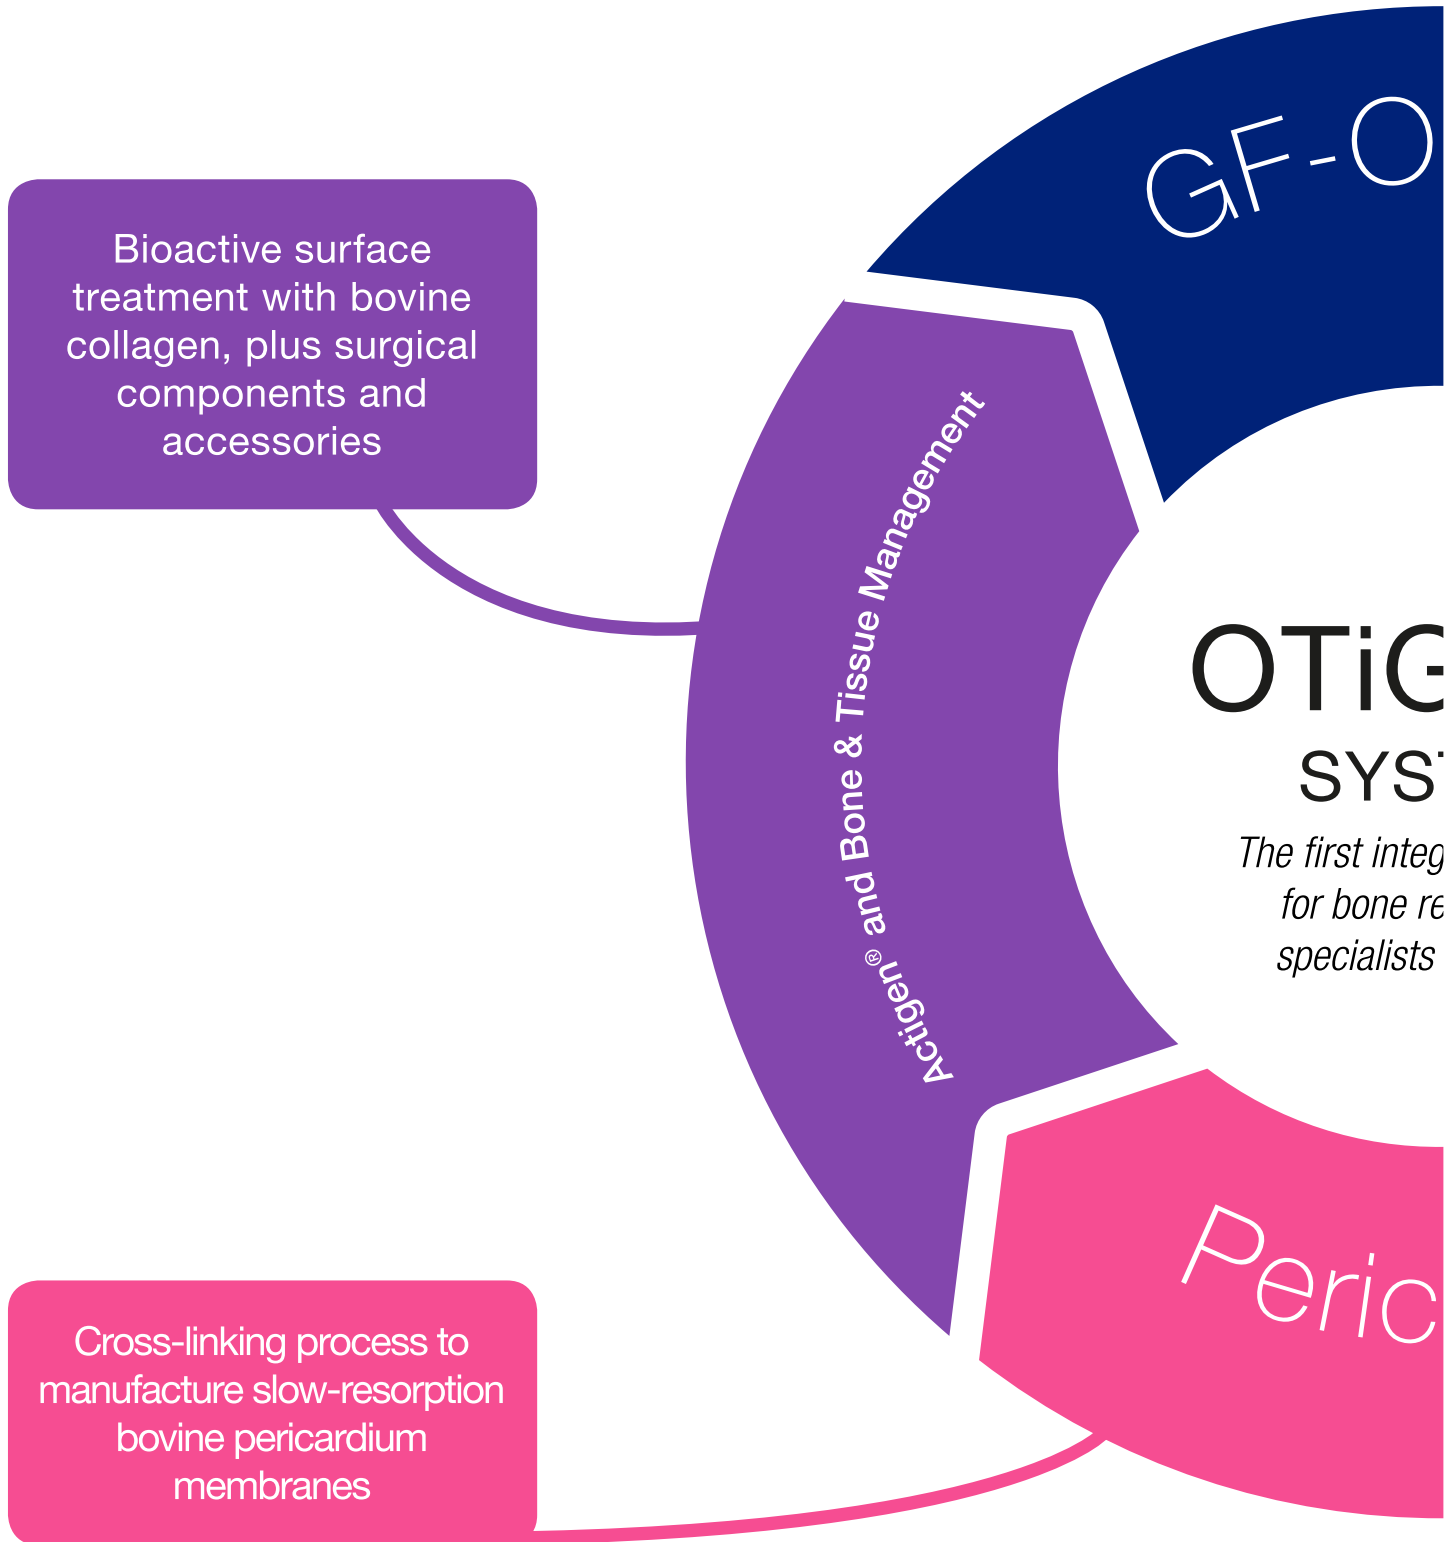 GF-O
Bioactive surface
treatment with bovine
collagen, plus surgical
components and
accessories
Actigen® and Bone & Tissue Management
OTiG
SYST
The first integ
for bone re
specialists
Peric
Cross-linking process to
manufacture slow-resorption
bovine pericardium
membranes